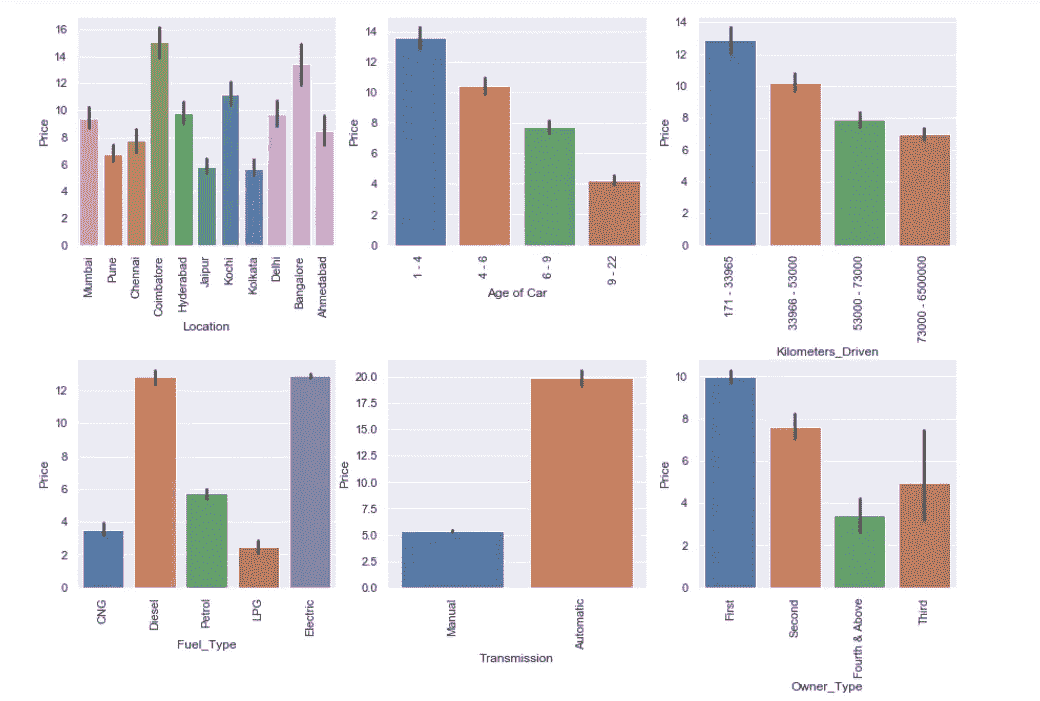 16
14
12
10
8
6
4
2
0
Price
Mumbai
Pune
Chennai
Coimbatore
Hyderabad
Jaipur
Kochi
Kolkata
Delhi
Bangalore
Ahmedabad
Location
14
12
10
8
6
4
2
0
Price
1 - 4
4 - 6
6 - 9
9 - 22
Age of Car
14
12
10
8
6
4
2
0
Price
171 - 33965
33966 - 53000
53000 - 73000
73000 - 6500000
Kilometers_Driven
12
10
8
6
4
2
0
Price
CNG
Diesel
Petrol
LPG
Electric
Fuel_Type
20.0
17.5
15.0
12.5
10.0
7.5
5.0
2.5
0.0
Price
Manual
Automatic
Transmission
10
8
6
4
2
0
Price
First
Second
Fourth & Above
Third
Owner_Type